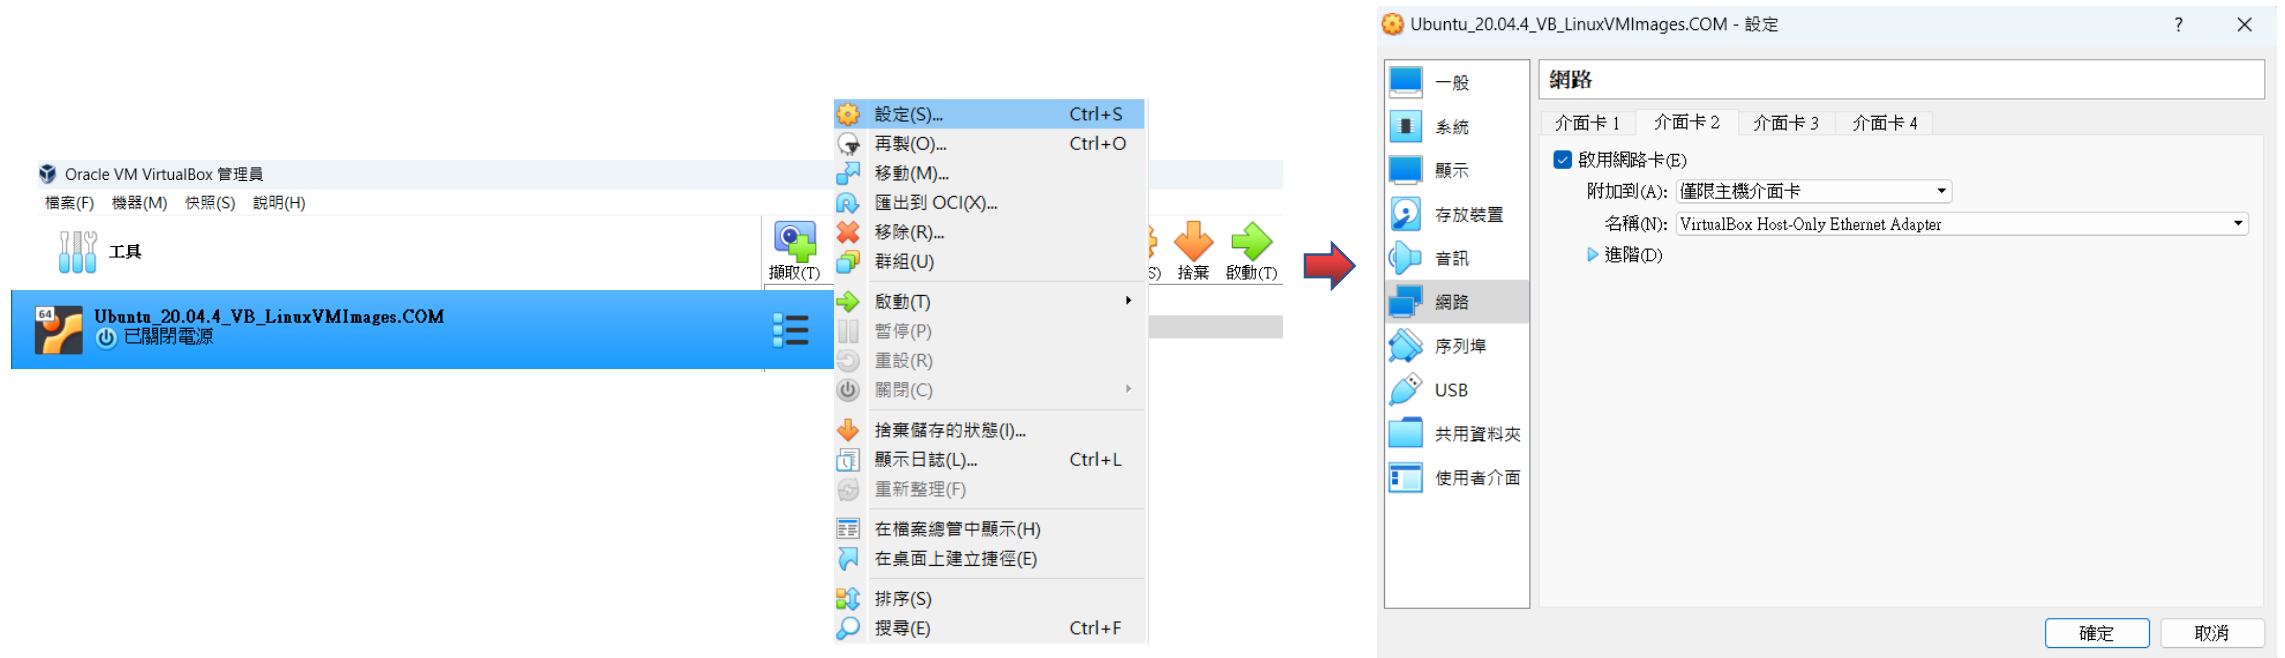 Oracle VM VirtualBox 管理員
檔案(F) 機器(M) 快照(S) 說明(H)
工具
64
Ubuntu_20.04.4_VB_LinuxVMImages.COM
已關閉電源
擷取(T)
設定(S)... Ctrl+S
再製(O)... Ctrl+O
移動(M)...
匯出到 OCI(X)...
移除(R)...
群組(U)
啟動(T)
暫停(P)
重設(R)
關閉(C)
捨棄儲存的狀態(I)...
顯示日誌(L)... Ctrl+L
重新整理(F)
在檔案總管中顯示(H)
在桌面上建立捷徑(E)
排序(S)
搜尋(E) Ctrl+F
S) 捨棄 啟動(T)
Ubuntu_20.04.4_VB_LinuxVMImages.COM - 設定
一般
系統
顯示
存放裝置
音訊
網路
序列埠
USB
共用資料夾
使用者介面
網路
介面卡 1 介面卡 2 介面卡 3 介面卡 4
啟用網路卡(E)
附加到(A): 僅限主機介面卡
名稱(N): VirtualBox Host-Only Ethernet Adapter
進階(D)
確定 取消